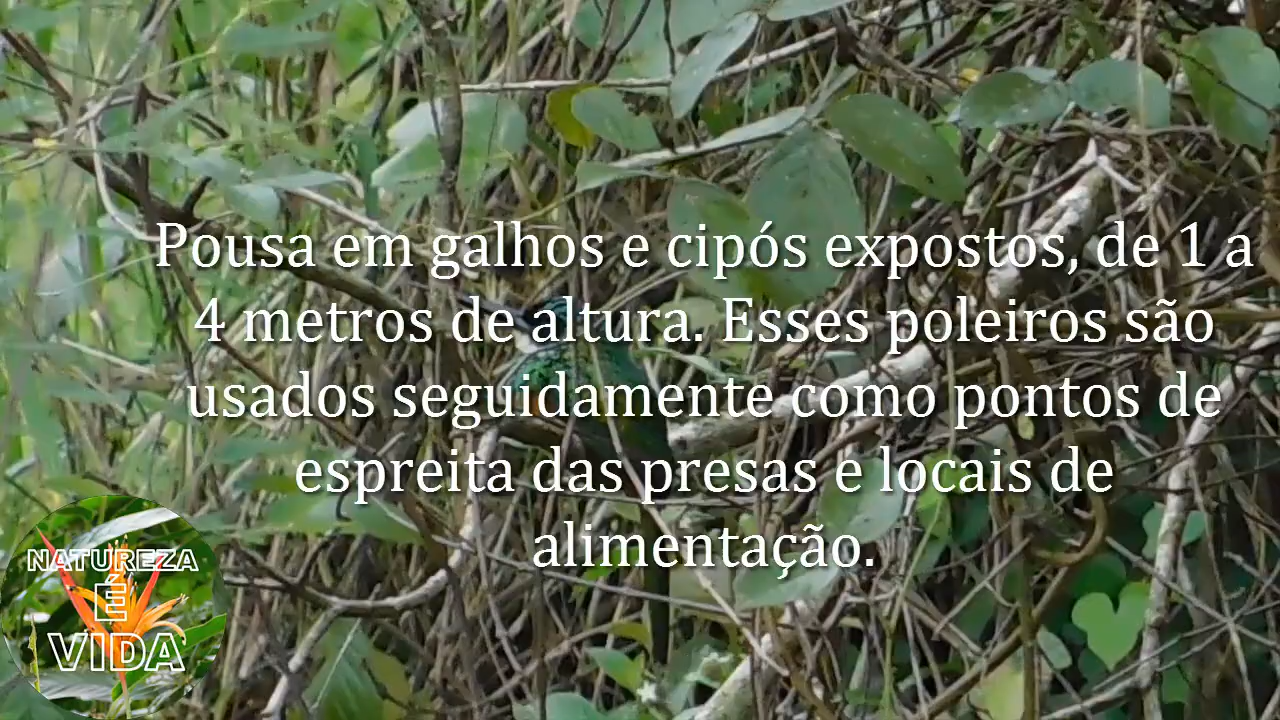 Pousa em galhos e cipós expostos, de 1 a
4 metros de altura. Esses poleiros são
usados seguidamente como pontos de
espreita das presas e locais de
alimentação.
NATUREZA
É
VIDA